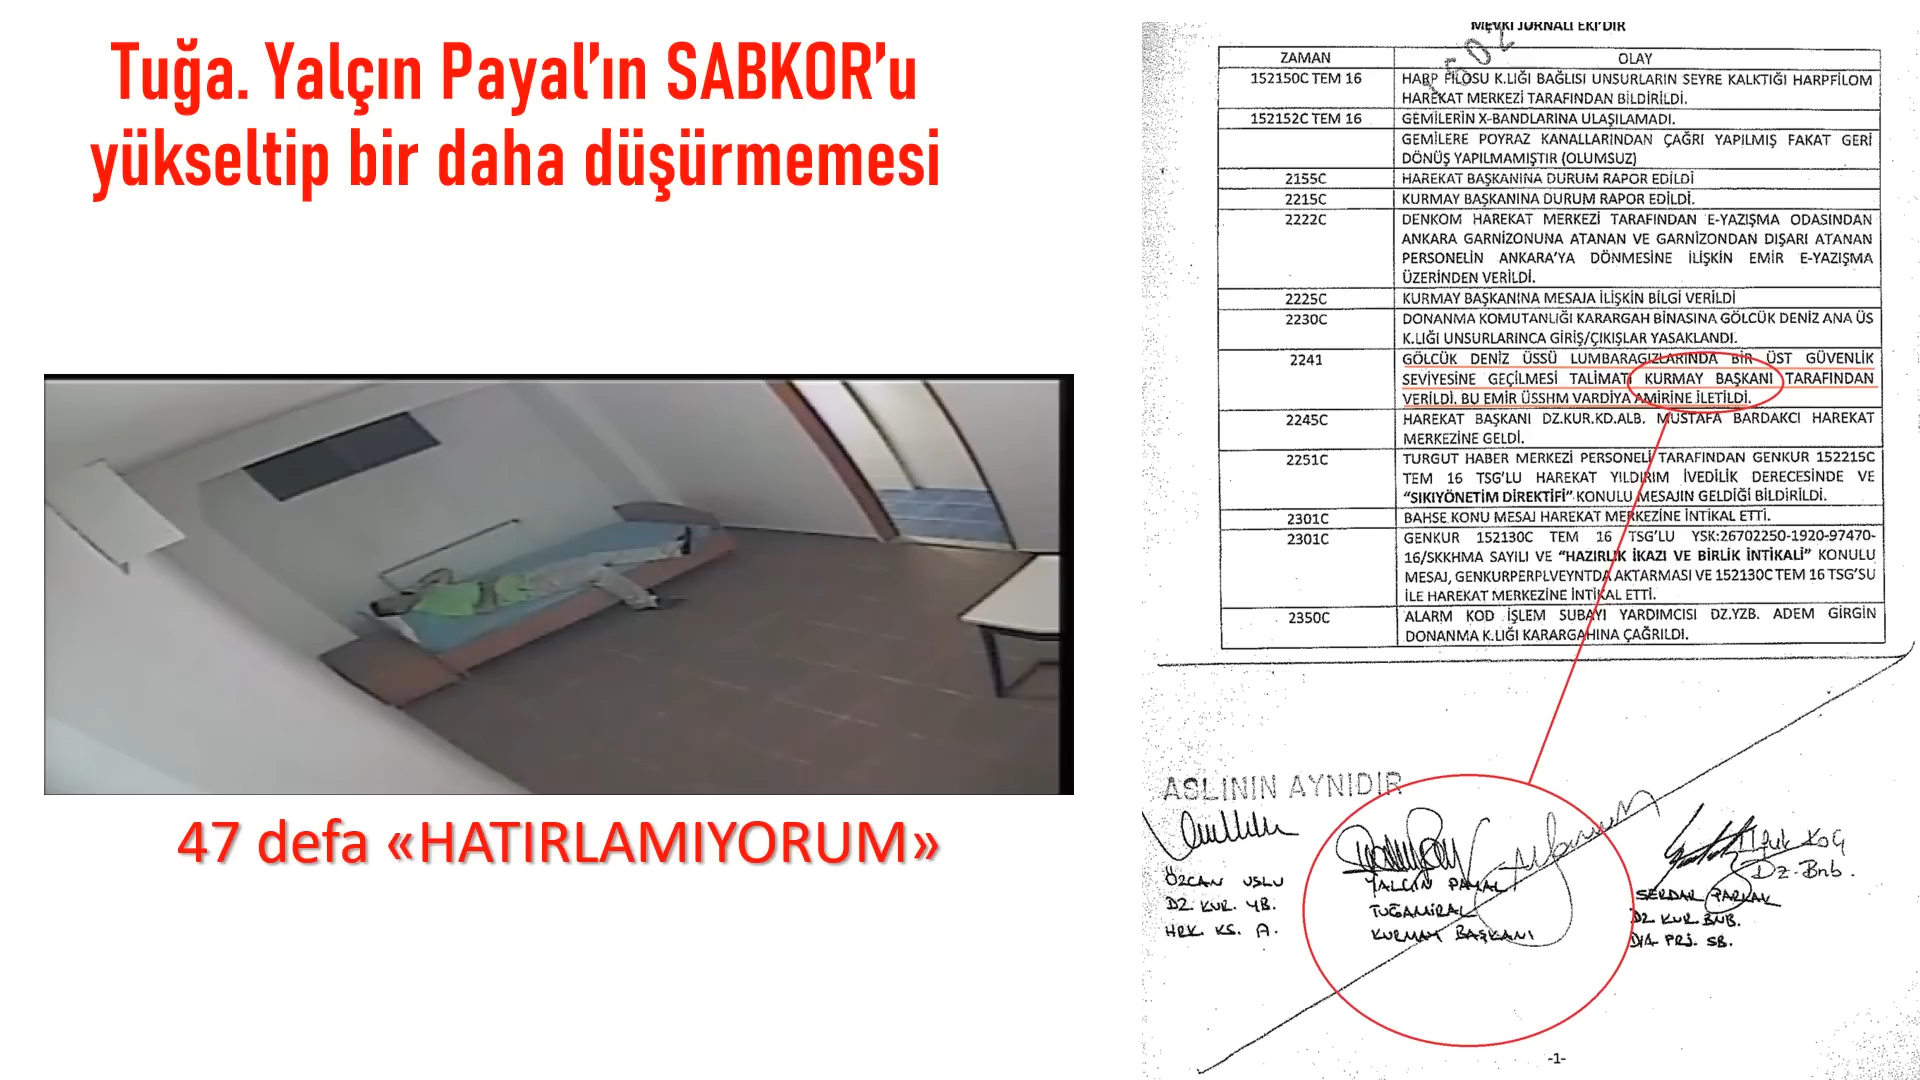 Tuğa. Yalçın Payal’ın SABKOR’u
yükseltip bir daha düşürmemesi
47 defa «HATIRLAMIYORUM»
MEVKİ JURNALİ EKİ'DİR
ZAMAN OLAY
152150C TEM 16 HARP FİLOSU K.LIĞI BAĞLISI UNSURLARIN SEYRE KALKTIĞI HARPFİLOM
HAREKAT MERKEZİ TARAFINDAN BİLDİRİLDİ.
152152C TEM 16 GEMİLERİN X-BANDLARINA ULAŞILAMADI.
GEMİLERE POYRAZ KANALLARINDAN ÇAĞRI YAPILMIŞ FAKAT GERİ
DÖNÜŞ YAPILMAMIŞTIR (OLUMSUZ)
2155C HAREKAT BAŞKANINA DURUM RAPOR EDİLDİ
2215C KURMAY BAŞKANINA DURUM RAPOR EDİLDİ.
2222C DENKOM HAREKAT MERKEZİ TARAFINDAN E-YAZIŞMA ODASINDAN
ANKARA GARNİZONUNA ATANAN VE GARNİZONDAN DIŞARI ATANAN
PERSONELİN ANKARA'YA DÖNMESİNE İLİŞKİN EMİR E-YAZIŞMA
ÜZERİNDEN VERİLDİ.
2225C KURMAY BAŞKANINA MESAJA İLİŞKİN BİLGİ VERİLDİ
2230C DONANMA KOMUTANLIĞI KARARGAH BİNASINA GÖLCÜK DENİZ ANA ÜS
K.LIĞI UNSURLARINCA GİRİŞ/ÇIKIŞLAR YASAKLANDI.
2241 GÖLCÜK DENİZ ÜSSÜ LUMBARAGIZLARINDA BİR ÜST GÜVENLİK
SEVİYESİNE GEÇİLMESİ TALİMATI KURMAY BAŞKANI TARAFINDAN
VERİLDİ. BU EMİR ÜSSHM VARDİYA AMİRİNE İLETİLDİ.
2245C HAREKAT BAŞKANI DZ.KUR.KD.ALB. MUSTAFA BARDAKCI HAREKAT
MERKEZİNE GELDİ.
2251C TURGUT HABER MERKEZİ PERSONELİ TARAFINDAN GENKUR 152215C
TEM 16 TSG'LU HAREKAT YILDIRIM İVEDİLİK DERECESİNDE VE
“SIKIYÖNETİM DİREKTİFİ” KONULU MESAJIN GELDİĞİ BİLDİRİLDİ.
2301C BAHSE KONU MESAJ HAREKAT MERKEZİNE İNTİKAL ETTİ.
2301C GENKUR 152130C TEM 16 TSG'LU YSK:26702250-1920-97470-
16/SKKHMA SAYILI VE “HAZIRLIK İKAZI VE BİRLİK İNTİKALİ” KONULU
MESAJ, GENKURPERPLVEYNTDA AKTARMASI VE 152130C TEM 16 TSG'SU
İLE HAREKAT MERKEZİNE İNTİKAL ETTİ.
2350C ALARM KOD İŞLEM SUBAYI YARDIMCISI DZ.YZB. ADEM GİRGİN
DONANMA K.LIĞI KARARGAHINA ÇAĞRILDI.
ASLININ AYNIDIR
ÖZCAN USLU
DZ. KUR. YB.
HRK. KS. A.
YALÇIN PAYAL
TUĞAMİRAL
KURMAY BAŞKANI
Ufuk KOÇ
Dz. Bnb.
SERDAR
DZ KUR BNB.
PRJ. SB.
-1-